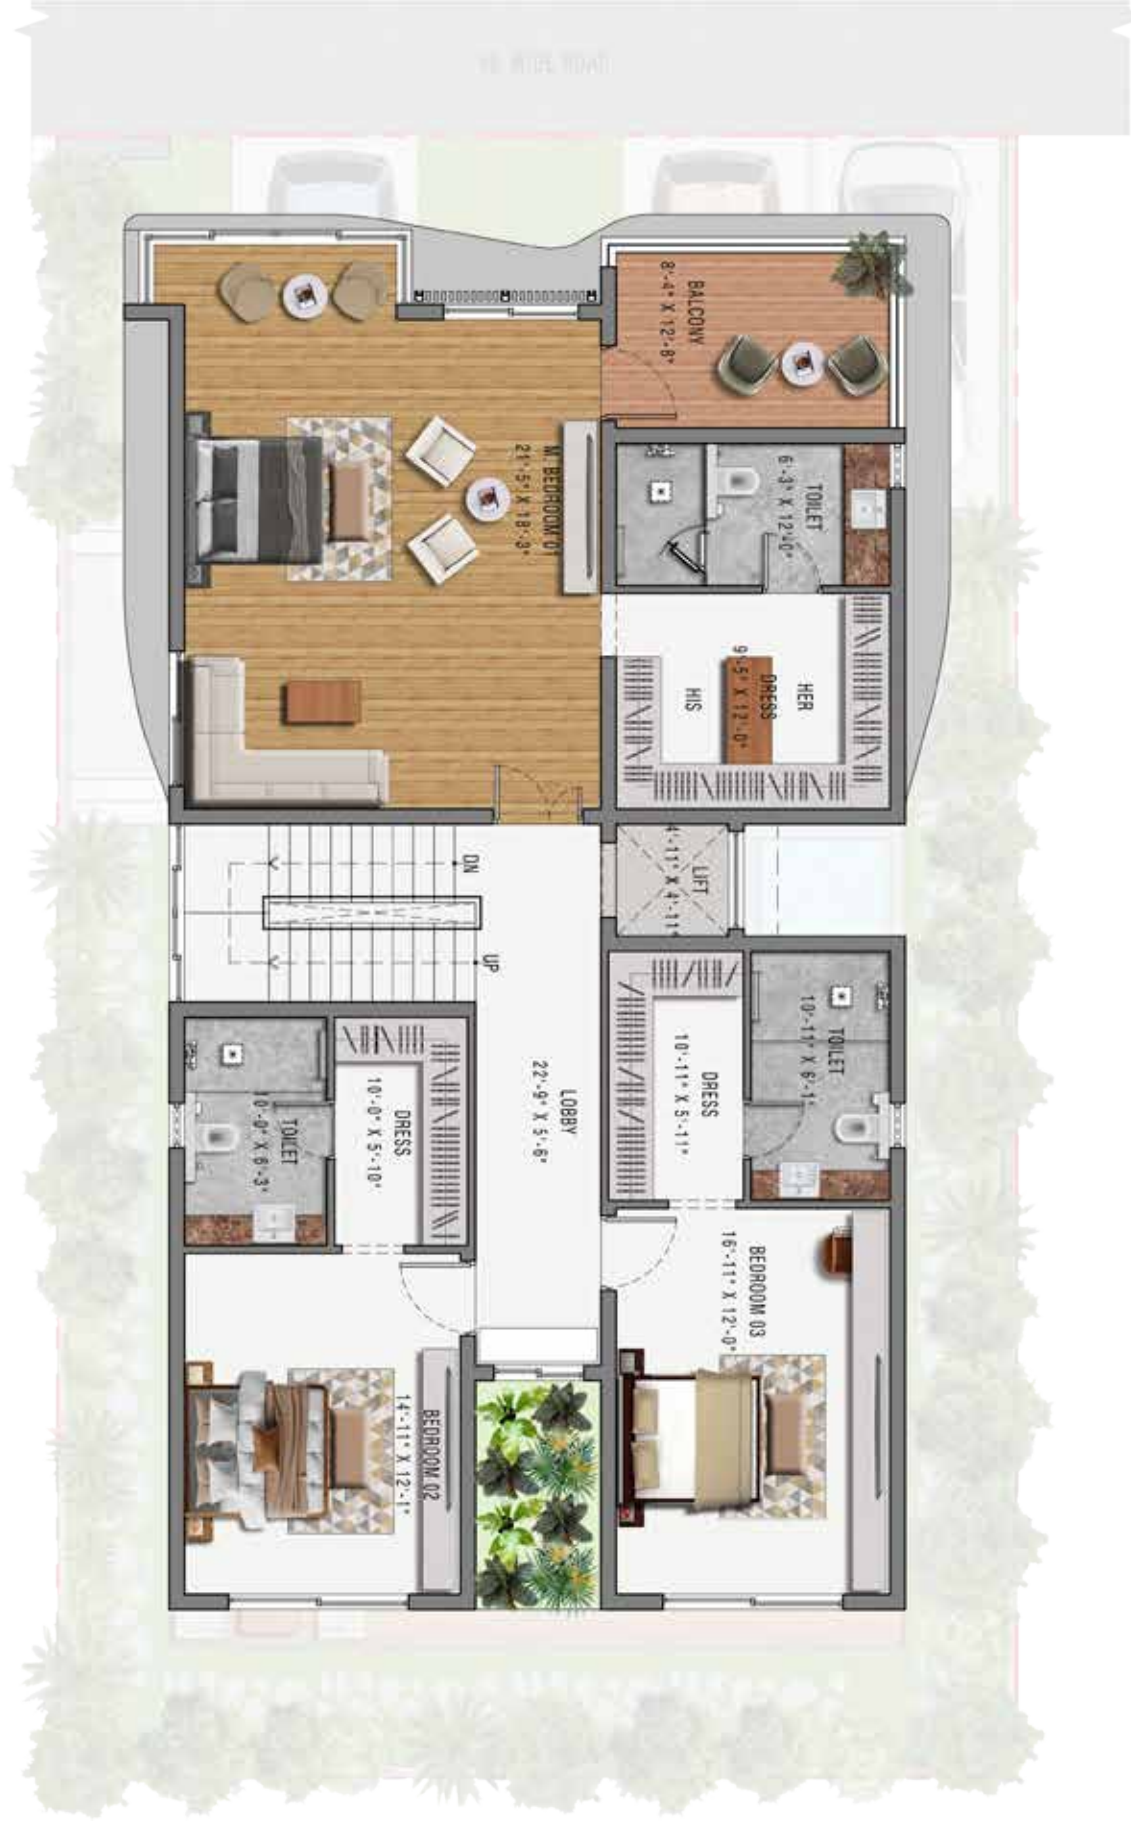 BALCONY
8'-4" X 12'-8"
M. BEDROOM 01
21'-5" X 18'-3"
TOILET
6'-3" X 12'-0"
HER
DRESS
9'-5" X 12'-0"
HIS
DN
UP
LIFT
4'-11" X 4'-11"
TOILET
10'-11" X 6'-1"
DRESS
10'-11" X 5'-11"
LOBBY
22'-9" X 5'-6"
DRESS
10'-0" X 5'-10"
TOILET
10'-0" X 6'-3"
BEDROOM 03
16'-11" X 12'-0"
BEDROOM 02
14'-11" X 12'-1"
WIDE ROAD